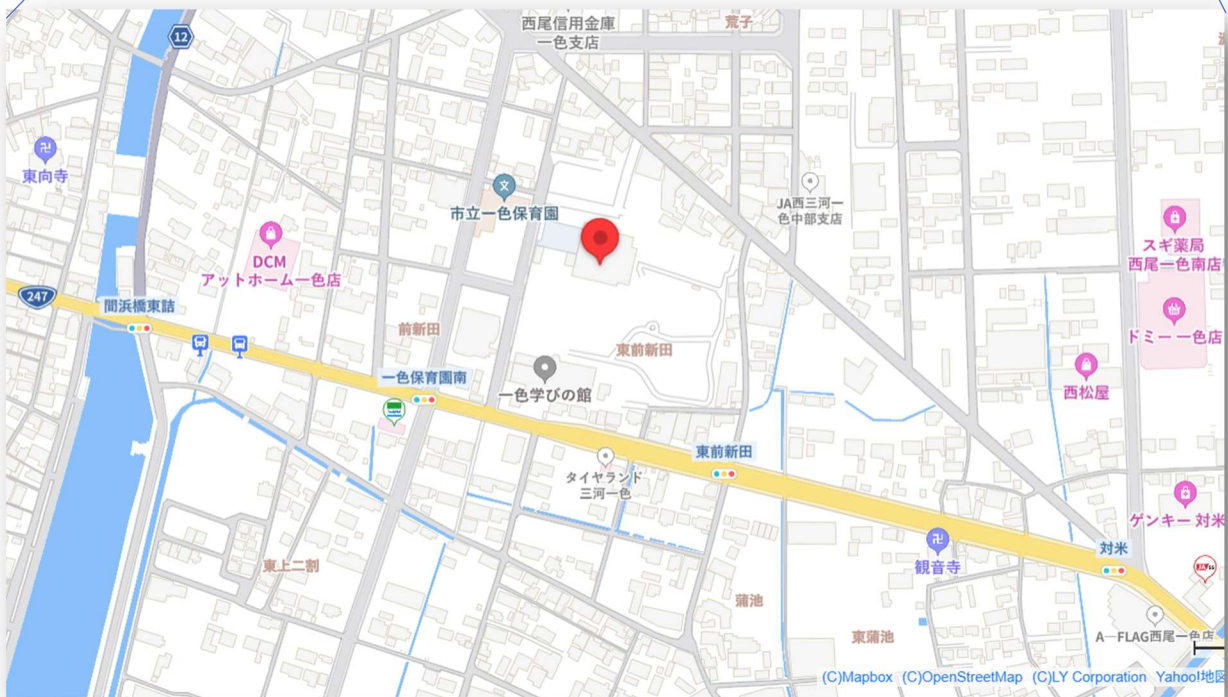 西尾信用金庫
一色支店
荒子
12
卍
東向寺
文
市立一色保育園
JA西三河一
色中部支店
DCM
アットホーム一色店
スギ薬局
西尾一色南店
247
間浜橋東詰
前新田
東前新田
ドミー 一色店
一色保育園南
一色学びの館
西松屋
東前新田
タイヤランド
三河一色
ゲンキー 対米
卍
観音寺
対米
JA
東上二割
蒲池
東蒲池
A－FLAG西尾一色店
(C)Mapbox (C)OpenStreetMap (C)LY Corporation Yahoo!地図